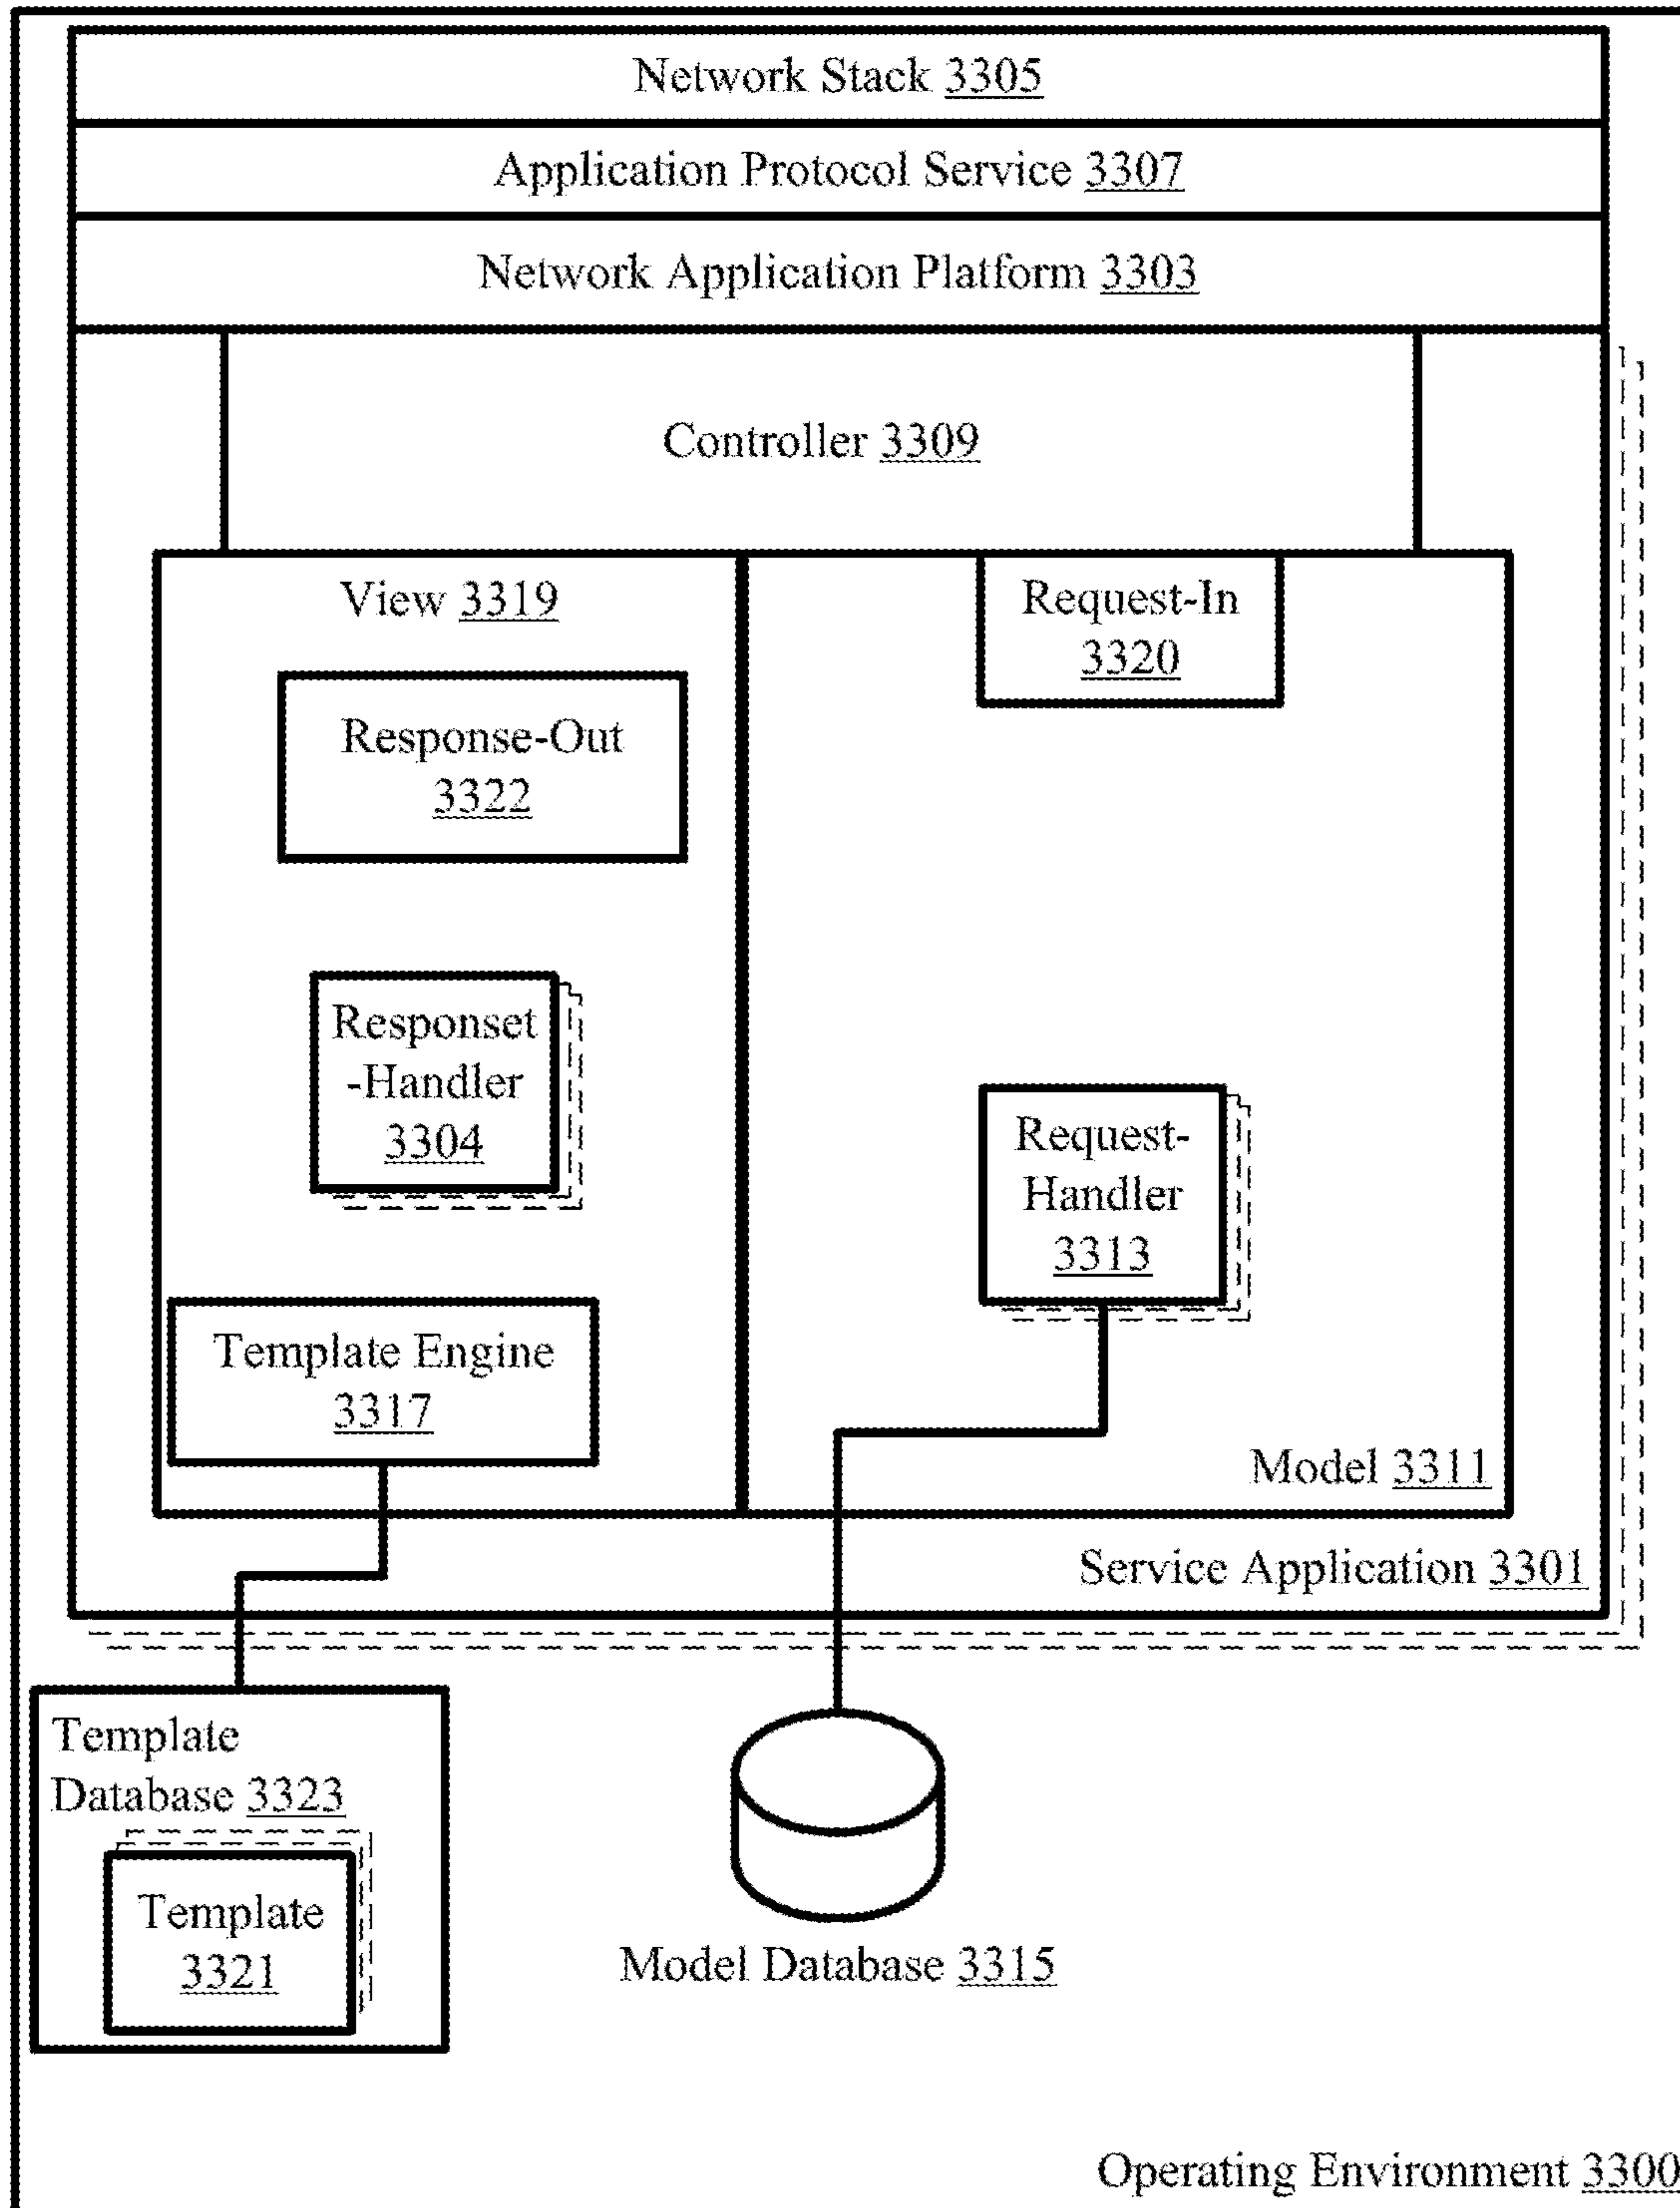 Network Stack 3305
Application Protocol Service 3307
Network Application Platform 3303
Controller 3309
View 3319
Response-Out
3322
Responset
-Handler
3304
Template Engine
3317
Request-In
3320
Request-
Handler
3313
Model 3311
Service Application 3301
Template
Database 3323
Template
3321
Model Database 3315
Operating Environment 3300